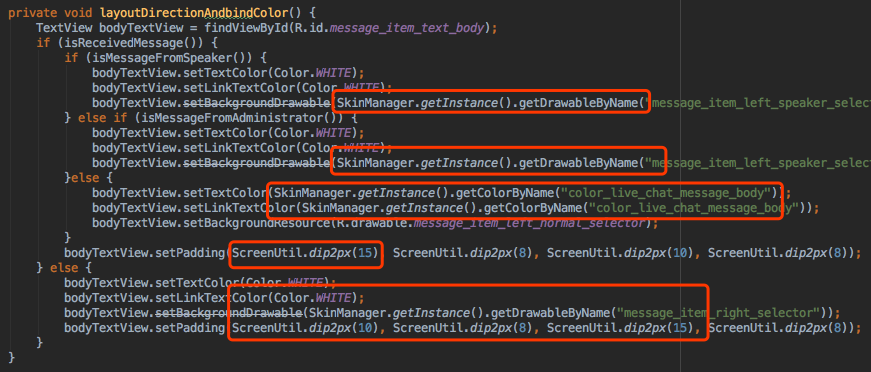 private void layoutDirectionAndbindColor() {
TextView bodyTextView = findViewById(R.id.message_item_text_body);
if (isReceivedMessage()) {
if (isMessageFromSpeaker()) {
bodyTextView.setTextColor(Color.WHITE);
bodyTextView.setLinkTextColor(Color.WHITE);
bodyTextView.setBackgroundDrawable(SkinManager.getInstance().getDrawableByName("message_item_left_speaker_selec
} else if (isMessageFromAdministrator()) {
bodyTextView.setTextColor(Color.WHITE);
bodyTextView.setLinkTextColor(Color.WHITE);
bodyTextView.setBackgroundDrawable(SkinManager.getInstance().getDrawableByName("message_item_left_speaker_selec
}else {
bodyTextView.setTextColor(SkinManager.getInstance().getColorByName("color_live_chat_message_body"));
bodyTextView.setLinkTextColor(SkinManager.getInstance().getColorByName("color_live_chat_message_body"));
bodyTextView.setBackgroundResource(R.drawable.message_item_left_normal_selector);
}
bodyTextView.setPadding(ScreenUtil.dip2px(15), ScreenUtil.dip2px(8), ScreenUtil.dip2px(10), ScreenUtil.dip2px(8));
} else {
bodyTextView.setTextColor(Color.WHITE);
bodyTextView.setLinkTextColor(Color.WHITE);
bodyTextView.setBackgroundDrawable(SkinManager.getInstance().getDrawableByName("message_item_right_selector"));
bodyTextView.setPadding(ScreenUtil.dip2px(10), ScreenUtil.dip2px(8), ScreenUtil.dip2px(15), ScreenUtil.dip2px(8));
}
}